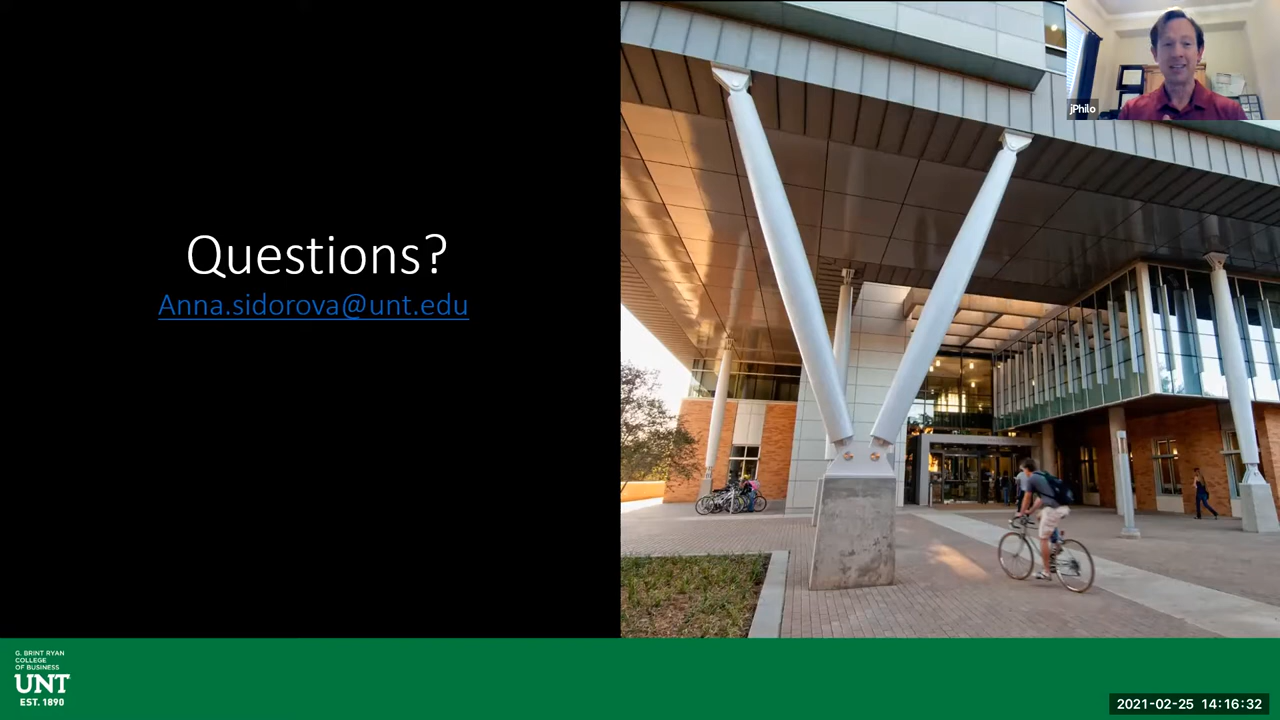 Questions?
Anna.sidorova@unt.edu
jPhilo
G. BRINT RYAN
COLLEGE
OF BUSINESS
UNT
EST. 1890
2021-02-25 14:16:32